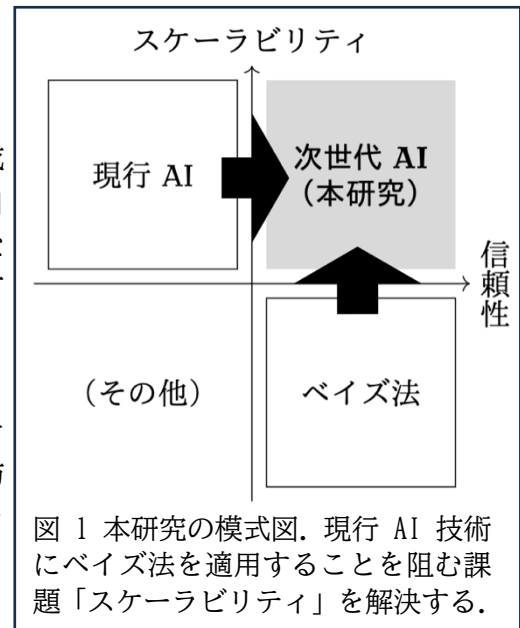 スケーラビリティ
現行 AI
次世代 AI
(本研究)
信頼性
(その他)
ベイズ法
図 1 本研究の模式図. 現行 AI 技術
にベイズ法を適用することを阻む課
題「スケーラビリティ」を解決する.